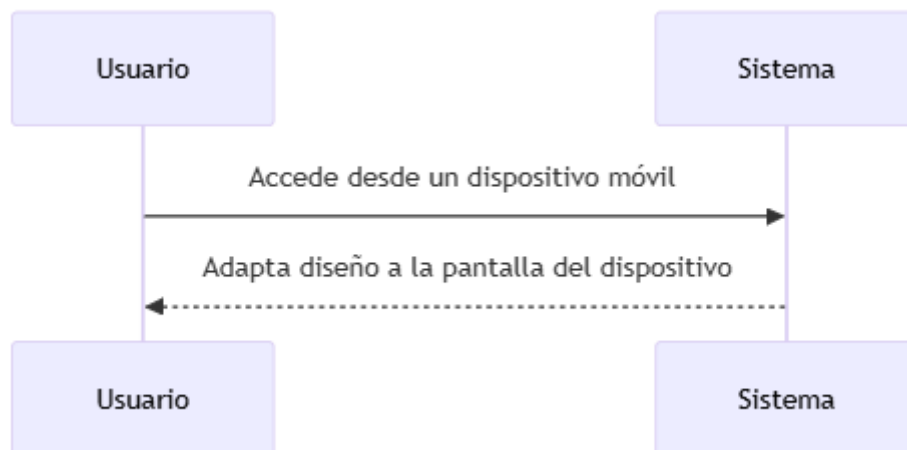 Usuario
Sistema
Accede desde un dispositivo móvil
Adapta diseño a la pantalla del dispositivo
Usuario
Sistema